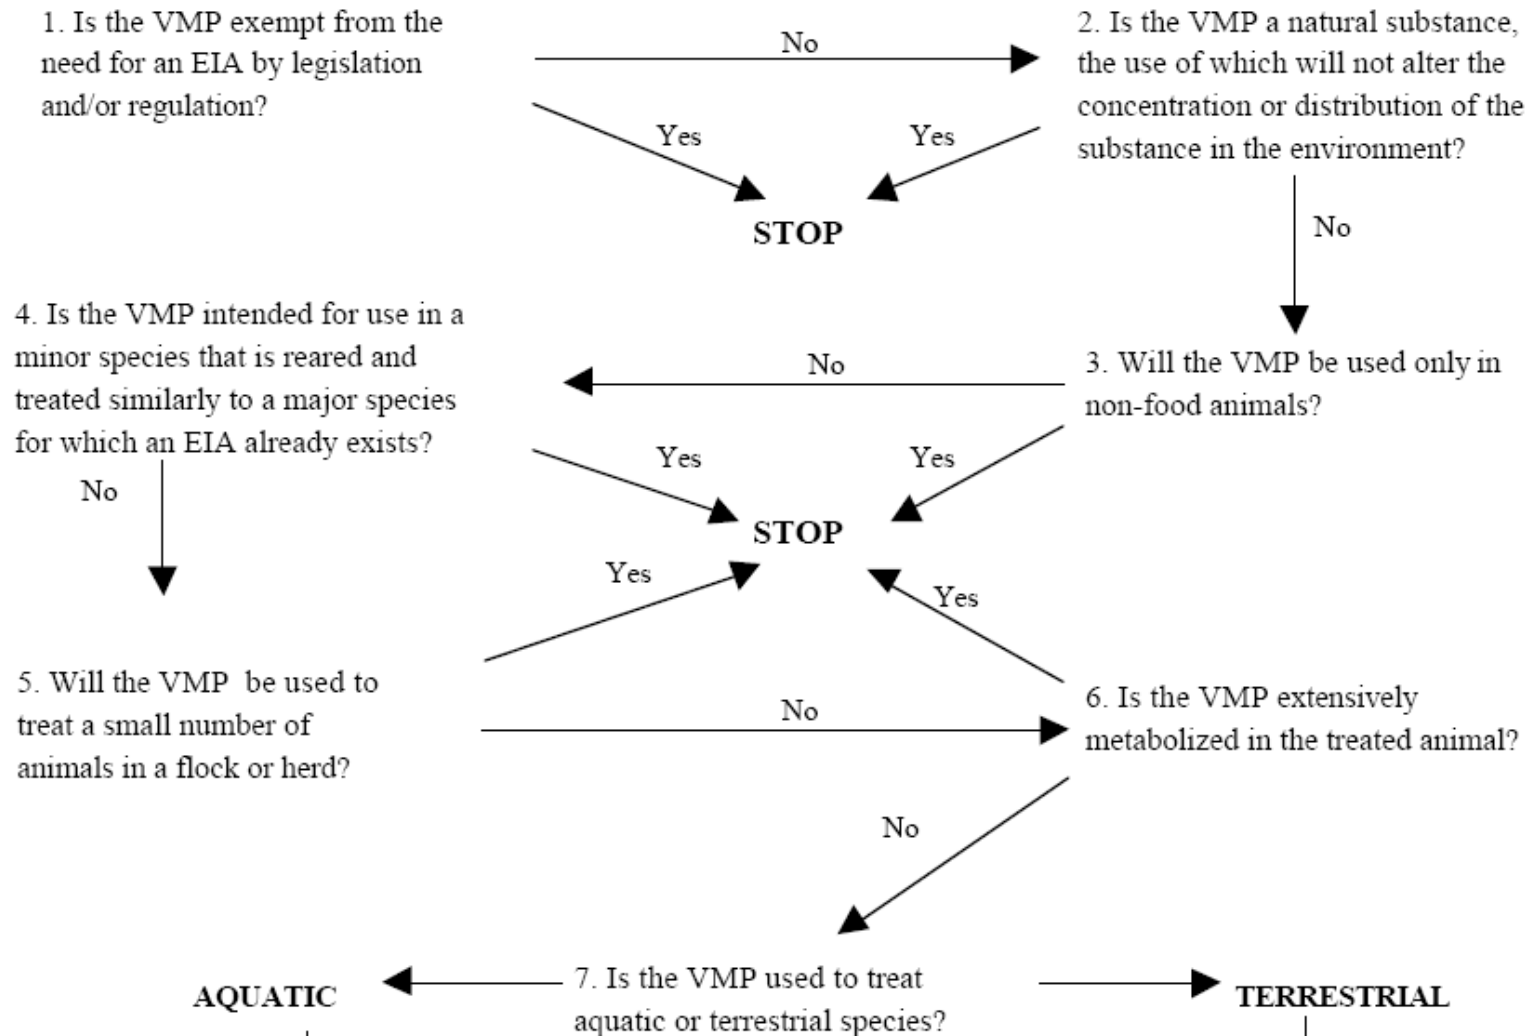 1. Is the VMP exempt from the
need for an EIA by legislation
and/or regulation?
No
2. Is the VMP a natural substance,
the use of which will not alter the
concentration or distribution of the
substance in the environment?
Yes
Yes
STOP
No
3. Will the VMP be used only in
non-food animals?
No
4. Is the VMP intended for use in a
minor species that is reared and
treated similarly to a major species
for which an EIA already exists?
Yes
Yes
STOP
No
5. Will the VMP be used to
treat a small number of
animals in a flock or herd?
Yes
Yes
No
6. Is the VMP extensively
metabolized in the treated animal?
No
7. Is the VMP used to treat
aquatic or terrestrial species?
AQUATIC
TERRESTRIAL